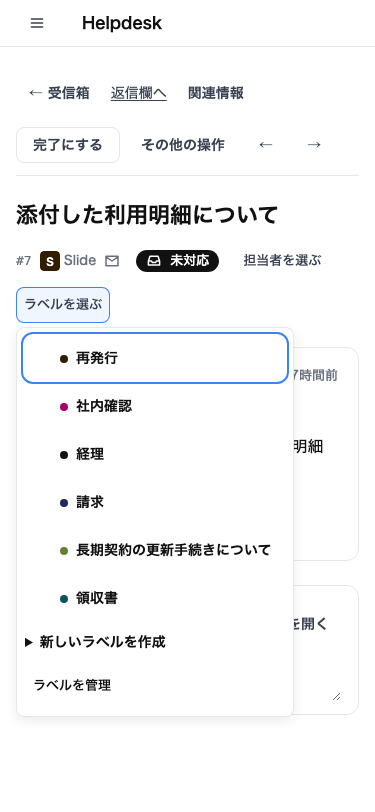 Helpdesk
← 受信箱 返信欄へ 関連情報
完了にする その他の操作 ← →
添付した利用明細について
#7 S Slide 未対応 担当者を選ぶ
ラベルを選ぶ
再発行
7時間前
社内確認
経理
明細
請求
長期契約の更新手続きについて
領収書
を開く
新しいラベルを作成
ラベルを管理